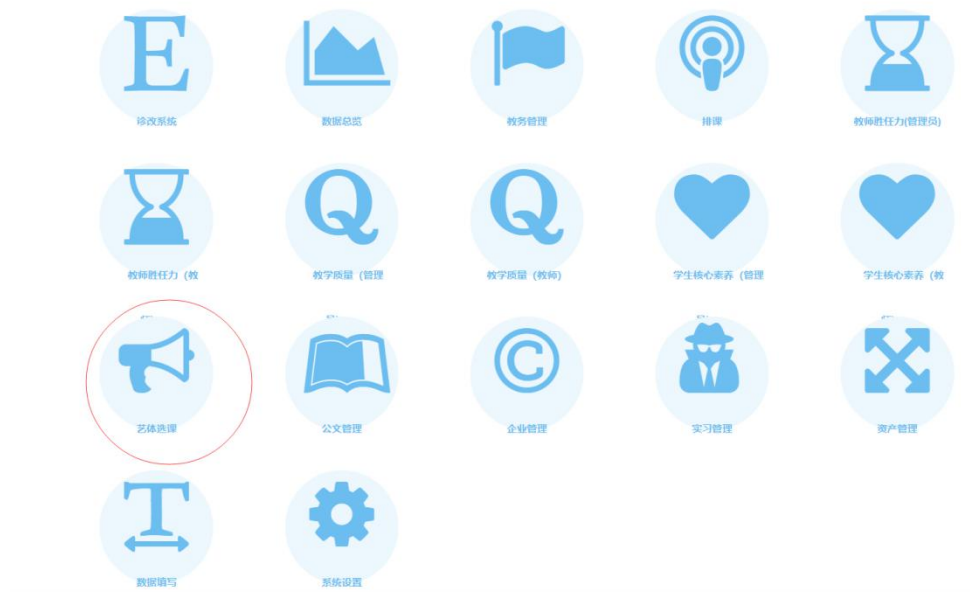 诊改系统
数据总览
教务管理
排课
教师胜任力(管理员)
教师胜任力（教
教学质量（管理
教学质量（教师）
学生核心素养（管理
学生核心素养（教
艺体选课
公文管理
企业管理
实习管理
资产管理
数据填写
系统设置